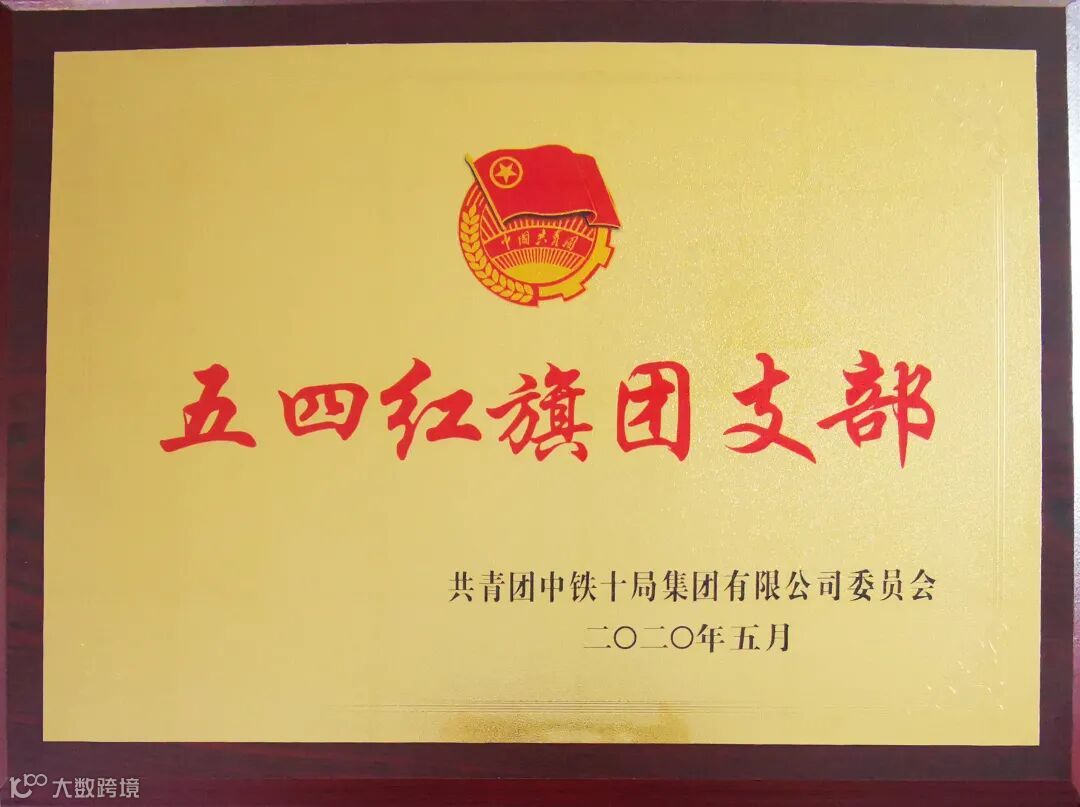 中国共青团
五四红旗团支部
共青团中铁十局集团有限公司委员会
二〇二〇年五月
大数跨境